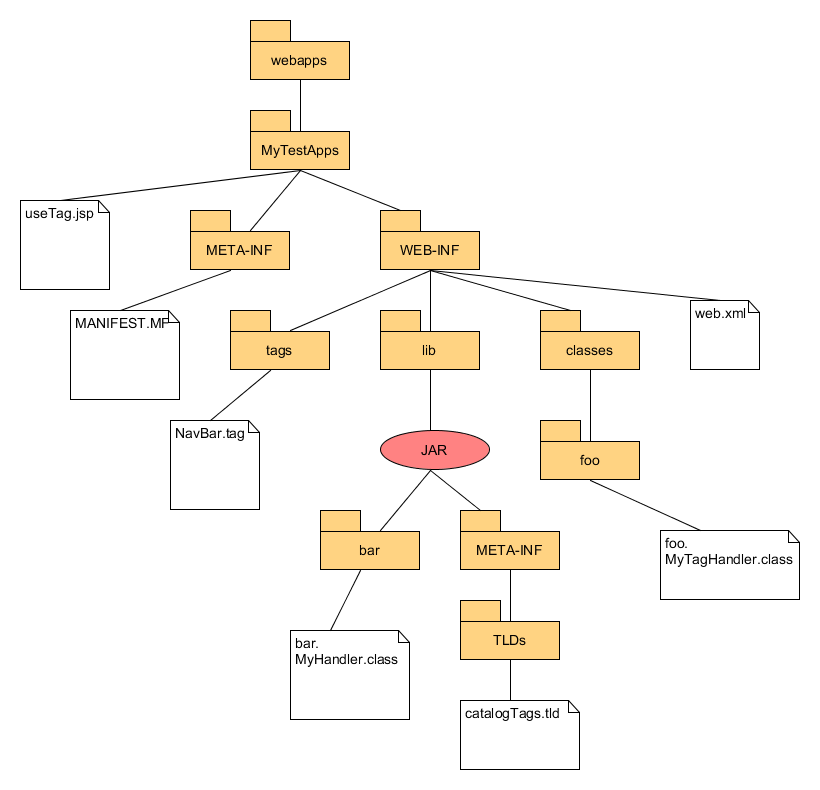 webapps
MyTestApps
useTag.jsp
META-INF
WEB-INF
MANIFEST.MF
tags
lib
classes
web.xml
NavBar.tag
JAR
foo
bar
META-INF
foo.
MyTagHandler.class
bar.
MyHandler.class
TLDs
catalogTags.tld